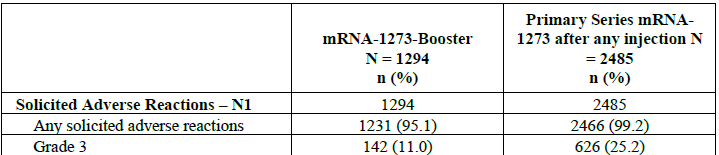 mRNA-1273-Booster
N = 1294
n (%)
Primary Series mRNA-
1273 after any injection N
= 2485
n (%)
Solicited Adverse Reactions – N1 1294 2485
Any solicited adverse reactions 1231 (95.1) 2466 (99.2)
Grade 3 142 (11.0) 626 (25.2)